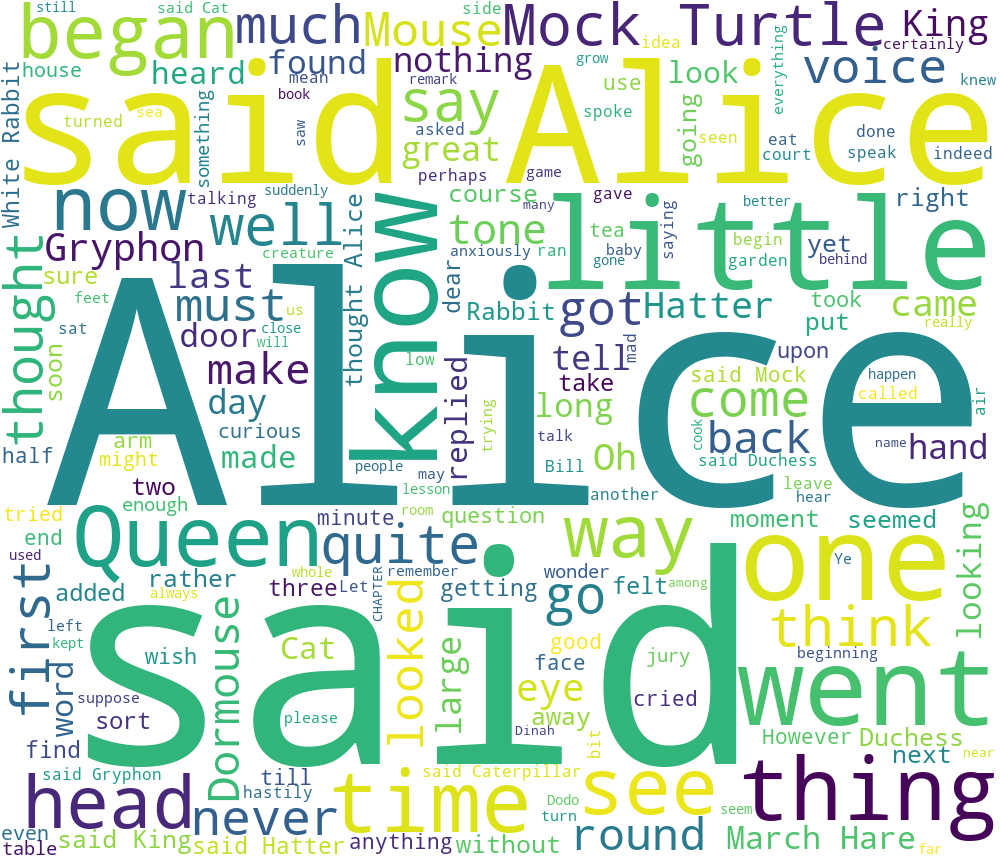 still
said Cat
side
began
much
Mouse
Mock Turtle
King
idea
certainly
house
heard
found
nothing
voice
mean
remark
look
grow
everything
knew
book
use
said Alice
say
going
White Rabbit
turned
sea
something
saw
asked
great
spoke
seen
eat
court
done
speak
indeed
perhaps
game
now
talking
suddenly
well
know
course
many
gave
little
better
right
thought
Gryphon
creature
tone
anxiously
ran
tea
baby
gone
saying
begin
garden
yet
behind
sure
last
thought Alice
dear
feet
must
us
Rabbit
got
Hatter
took
came
sat
door
close
will
put
really
soon
make
low
replied
tell
mad
upon
Alice
day
take
said Mock
come
happen
called
air
curious
long
trying
talk
cook
back
name
hand
half
arm
might
made
people
may
Bill
Oh
said Duchess
two
lesson
another
leave
hear
tried
enough
room
end
Queen
minute
question
way
moment
seemed
looking
used
quite
one
Ye
first
rather
whole
remember
wonder
felt
among
added
always
three
Let
CHAPTER
getting
go
think
left
kept
said
wish
Cat
looked
large
good
face
jury
beginning
word
Dormouse
eye
cried
went
suppose
sort
please
Dinah
away
bit
However
Duchess
find
next
near
said Gryphon
till
said Caterpillar
see
thing
head
hastily
never
time
Dodo
turn
seem
even
table
said King
said Hatter
anything
without
round
March Hare
far